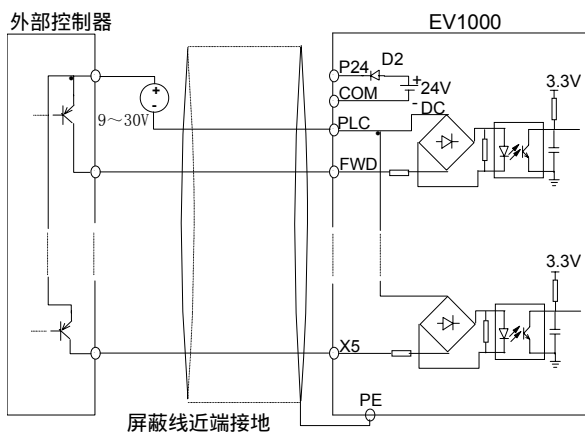 外部控制器
EV1000
P24
D2
3.3V
+
24V
COM
+
-
9～30V
-
DC
PLC
FWD
3.3V
X5
PE
屏蔽线近端接地